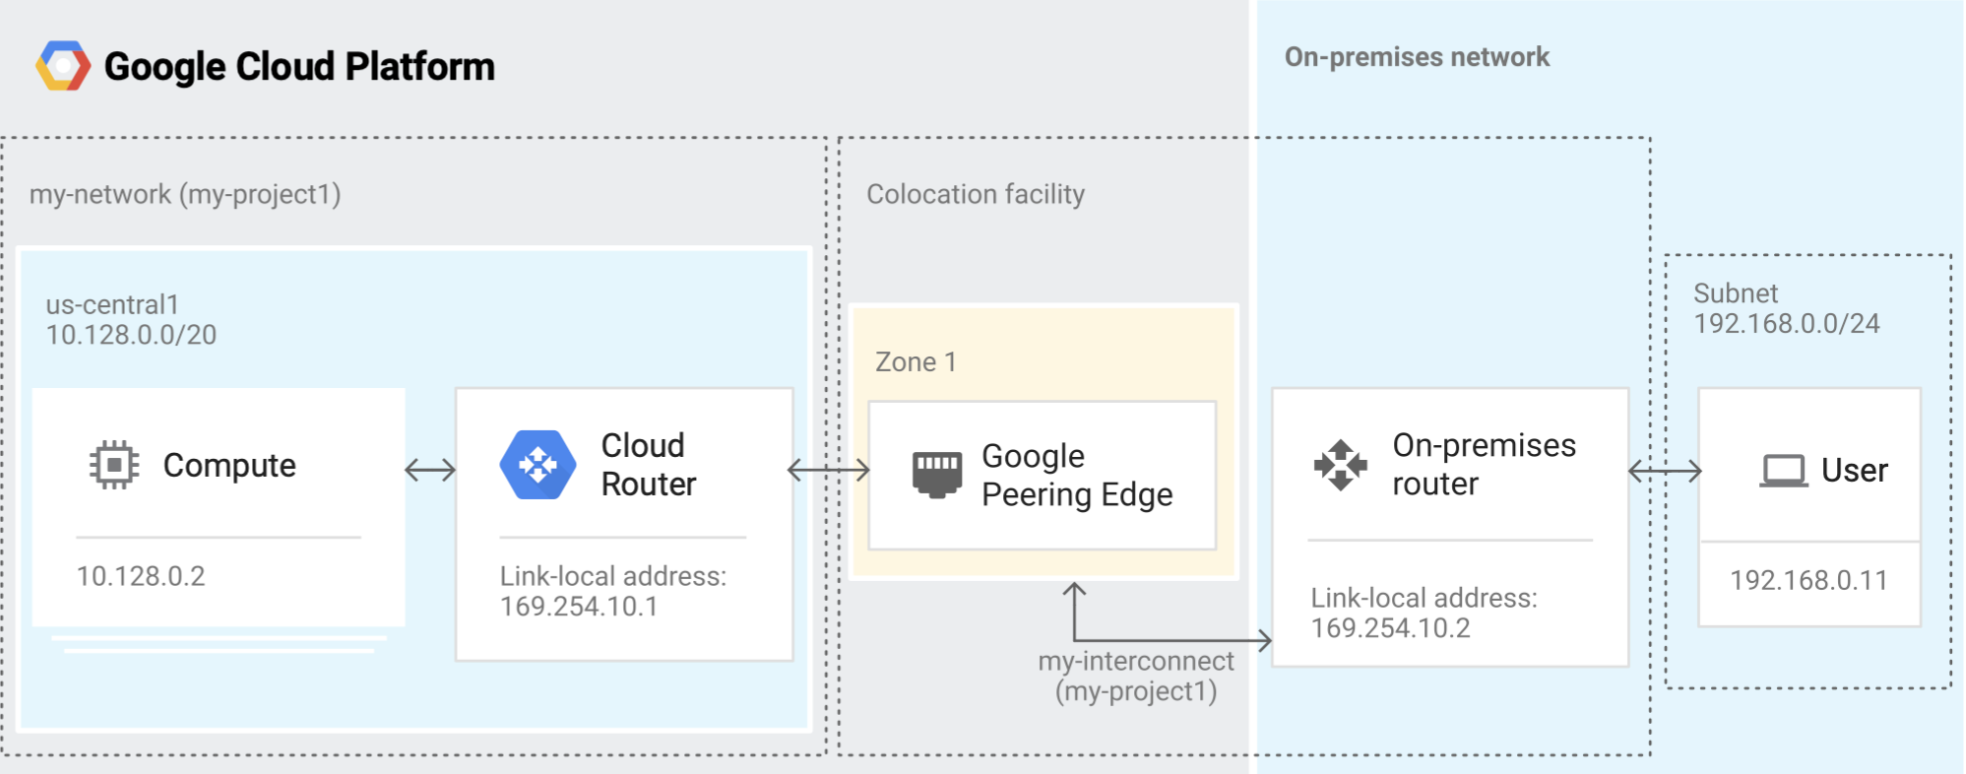 Google Cloud Platform
On-premises network
my-network (my-project1)
Colocation facility
us-central1
10.128.0.0/20
Compute
10.128.0.2
Cloud
Router
Link-local address:
169.254.10.1
Zone 1
Google
Peering Edge
my-interconnect
(my-project1)
On-premises
router
Link-local address:
169.254.10.2
Subnet
192.168.0.0/24
User
192.168.0.11